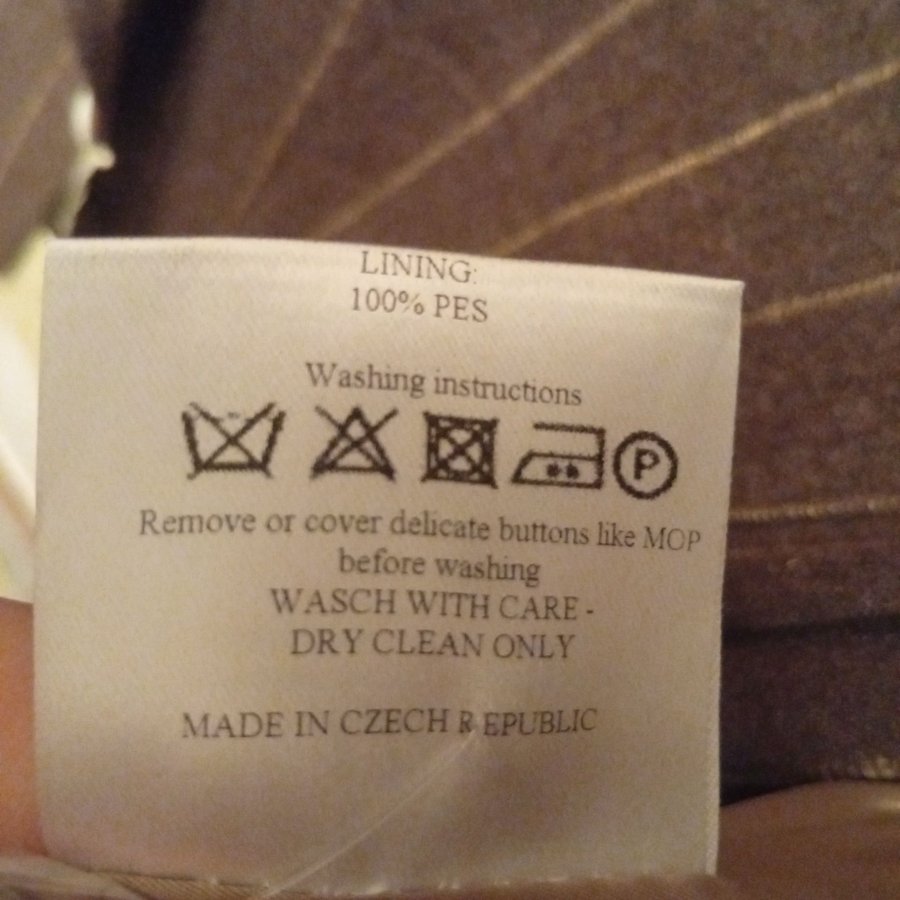 LINING:
100% PES
Washing instructions
P
Remove or cover delicate buttons like MOP
before washing
WASCH WITH CARE -
DRY CLEAN ONLY
MADE IN CZECH REPUBLIC